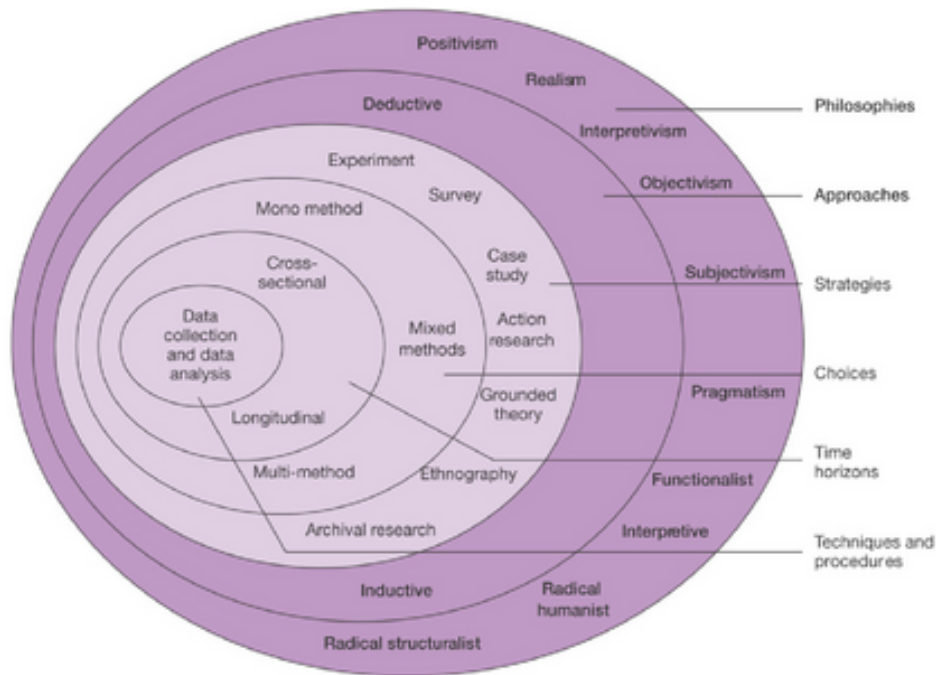 Positivism
Realism
Deductive
Philosophies
Interpretivism
Experiment
Objectivism
Survey
Approaches
Mono method
Case
study
Cross-
sectional
Subjectivism
Strategies
Data
collection
and data
analysis
Mixed
methods
Action
research
Choices
Pragmatism
Grounded
theory
Longitudinal
Time
horizons
Multi-method
Ethnography
Functionalist
Archival research
Interpretive
Techniques and
procedures
Inductive
Radical
humanist
Radical structuralist